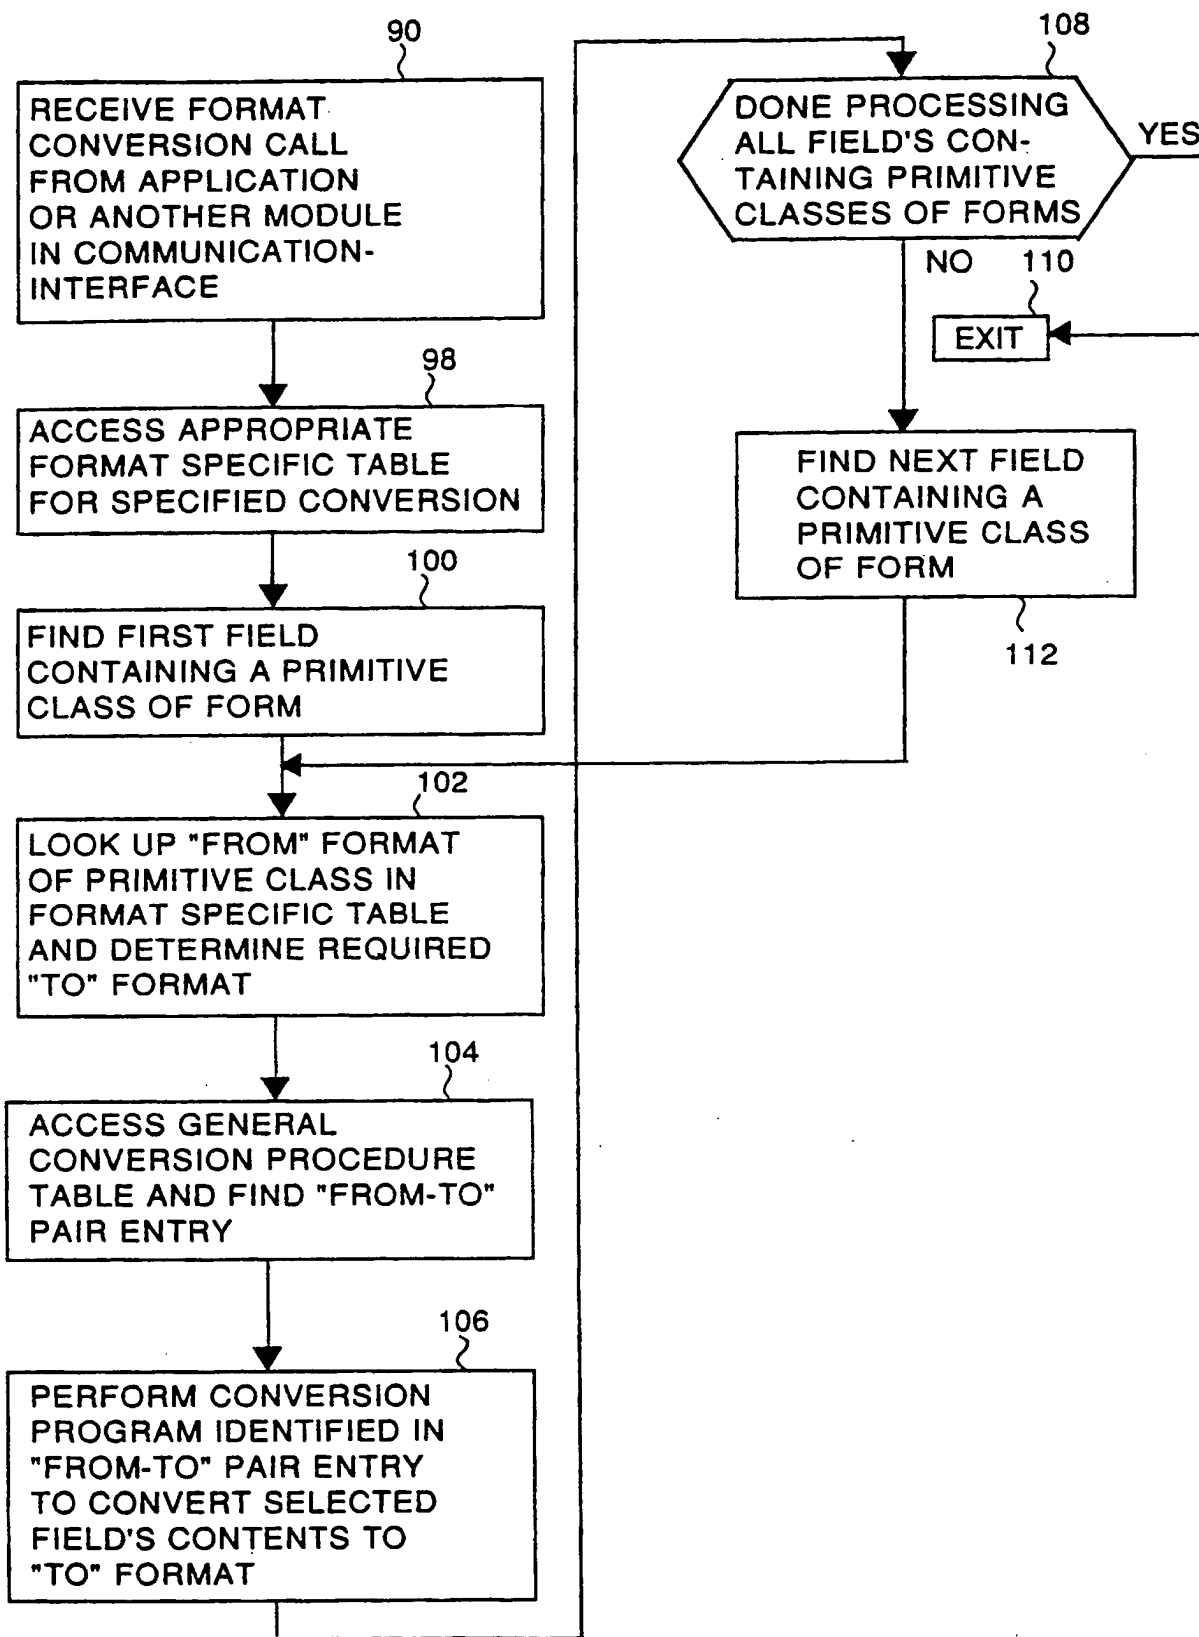 90
RECEIVE FORMAT
CONVERSION CALL
FROM APPLICATION
OR ANOTHER MODULE
IN COMMUNICATION-
INTERFACE
98
ACCESS APPROPRIATE
FORMAT SPECIFIC TABLE
FOR SPECIFIED CONVERSION
100
FIND FIRST FIELD
CONTAINING A PRIMITIVE
CLASS OF FORM
102
LOOK UP "FROM" FORMAT
OF PRIMITIVE CLASS IN
FORMAT SPECIFIC TABLE
AND DETERMINE REQUIRED
"TO" FORMAT
104
ACCESS GENERAL
CONVERSION PROCEDURE
TABLE AND FIND "FROM-TO"
PAIR ENTRY
106
PERFORM CONVERSION
PROGRAM IDENTIFIED IN
"FROM-TO" PAIR ENTRY
TO CONVERT SELECTED
FIELD'S CONTENTS TO
"TO" FORMAT
108
DONE PROCESSING
ALL FIELD'S CON-
TAINING PRIMITIVE
CLASSES OF FORMS
YES
NO
110
EXIT
FIND NEXT FIELD
CONTAINING A
PRIMITIVE CLASS
OF FORM
112